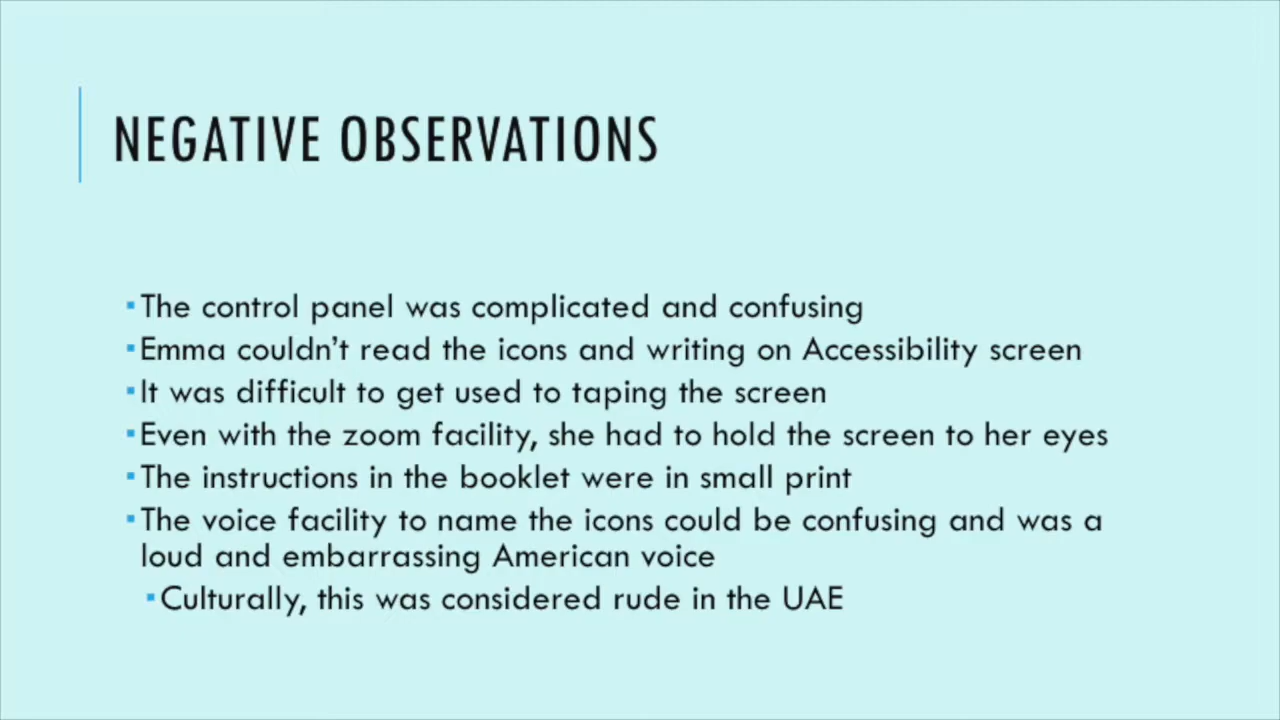 NEGATIVE OBSERVATIONS
▪The control panel was complicated and confusing
▪Emma couldn’t read the icons and writing on Accessibility screen
▪It was difficult to get used to taping the screen
▪Even with the zoom facility, she had to hold the screen to her eyes
▪The instructions in the booklet were in small print
▪The voice facility to name the icons could be confusing and was a
loud and embarrassing American voice
▪Culturally, this was considered rude in the UAE